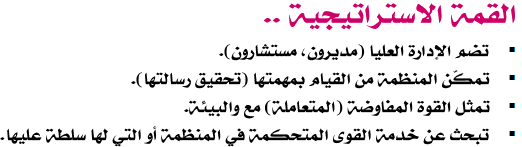 القمة الاستراتيجية ..
▪ تضم الإدارة العليا (مديرون، مستشارون).
▪ تمكّن المنظمة من القيام بمهمتها (تحقيق رسالتها).
▪ تمثل القوة المفاوضة (المتعاملة) مع والبيئة.
▪ تبحث عن خدمة القوى المتحكمة في المنظمة أو التي لها سلطة عليها.